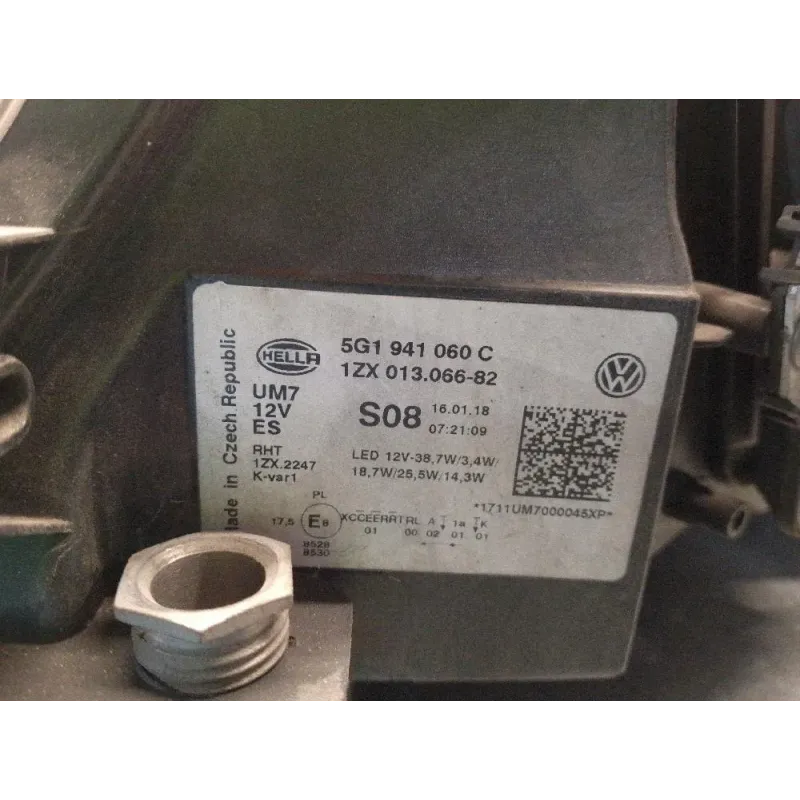 Made in Czech Republic
HELLA
5G1 941 060 C
1ZX 013.066-82
UM7
12V
ES
S08
16.01.18
07:21:09
RHT
1ZX.2247
K-var1
LED 12V-38,7W/3,4W/
18,7W/25,5W/14,3W
*1711UM7000045XP*
PL
17,5 E8 XCCEERRTRL A 1a K
01 00 02 01 01
8528
8530